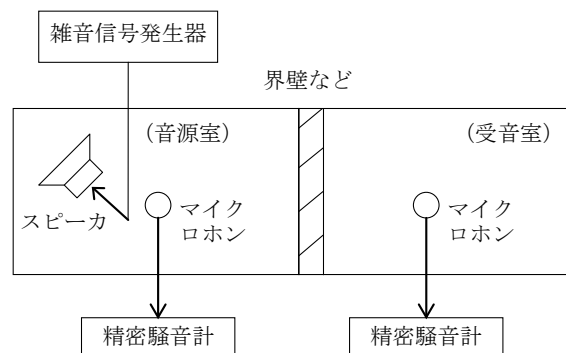 雑音信号発生器
界壁など
(音源室)
(受音室)
スピーカ
マイク
ロホン
マイク
ロホン
精密騒音計
精密騒音計